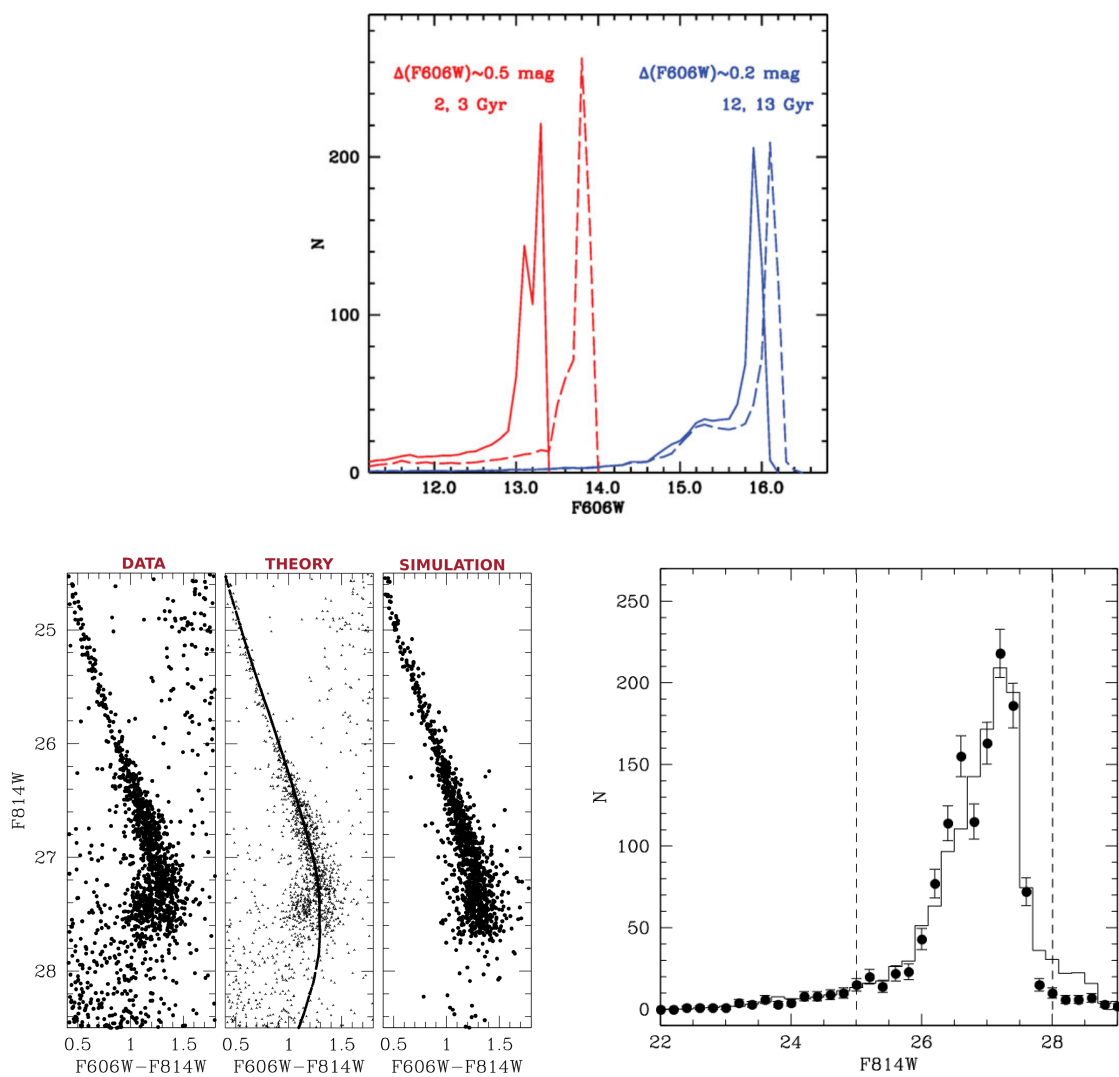 Δ(F606W)~0.5 mag
2, 3 Gyr
Δ(F606W)~0.2 mag
12, 13 Gyr
200
100
0
N
12.0 13.0 14.0 15.0 16.0
F606W
DATA THEORY SIMULATION
25
26
27
28
F814W
0.5 1 1.5 0.5 1 1.5 0.5 1 1.5
F606W−F814W F606W−F814W F606W−F814W
250
200
150
100
50
0
N
22 24 26 28
F814W